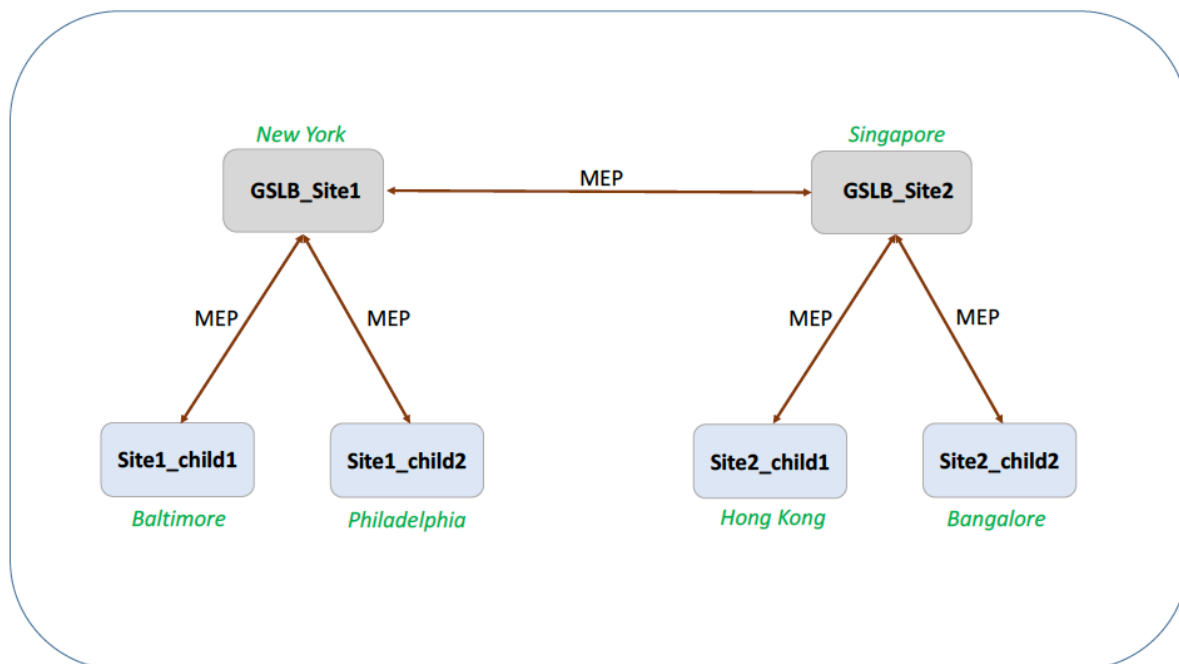 New York
Singapore
GSLB_Site1
MEP
GSLB_Site2
MEP
MEP
MEP
MEP
Site1_child1
Site1_child2
Site2_child1
Site2_child2
Baltimore
Philadelphia
Hong Kong
Bangalore